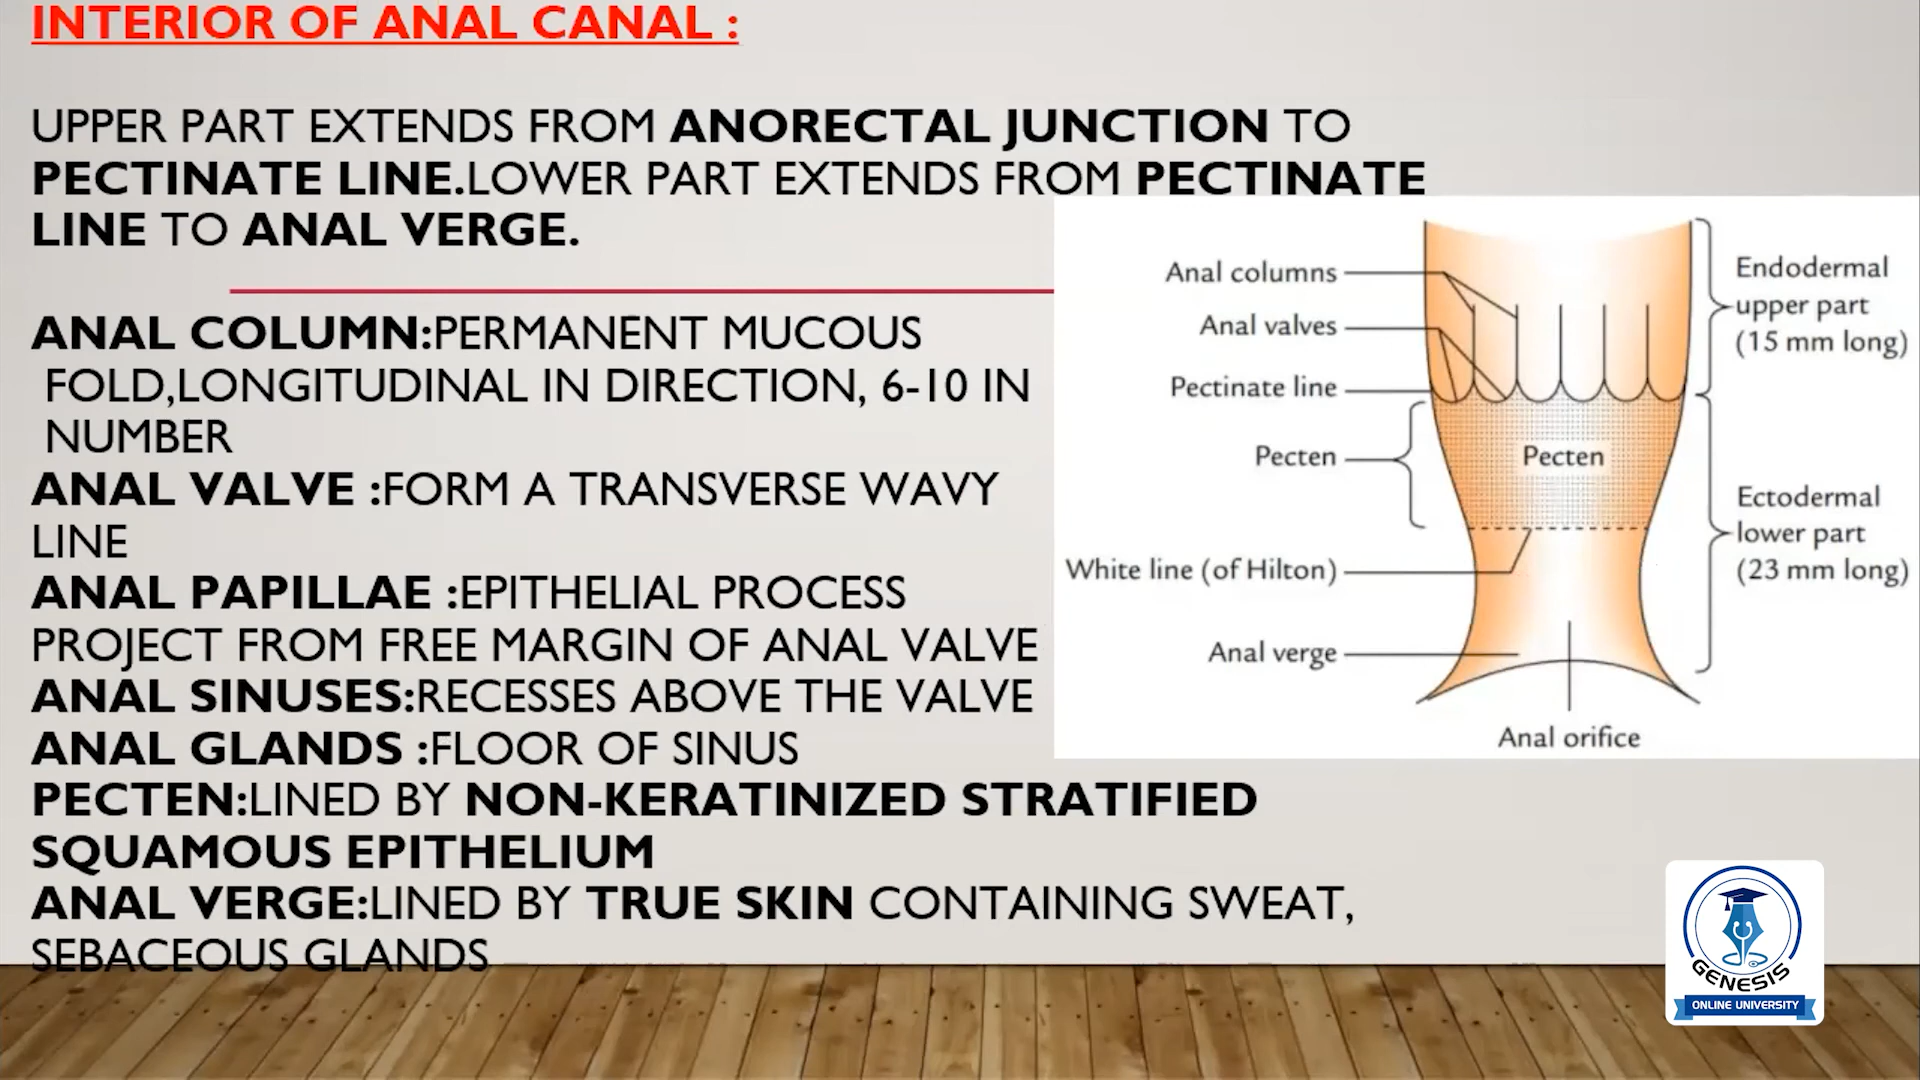 INTERIOR OF ANAL CANAL :
UPPER PART EXTENDS FROM ANORECTAL JUNCTION TO
PECTINATE LINE.LOWER PART EXTENDS FROM PECTINATE
LINE TO ANAL VERGE.
ANAL COLUMN:PERMANENT MUCOUS
FOLD,LONGITUDINAL IN DIRECTION, 6-10 IN
NUMBER
ANAL VALVE :FORM A TRANSVERSE WAVY
LINE
ANAL PAPILLAE :EPITHELIAL PROCESS
PROJECT FROM FREE MARGIN OF ANAL VALVE
ANAL SINUSES:RECESSES ABOVE THE VALVE
ANAL GLANDS :FLOOR OF SINUS
PECTEN:LINED BY NON-KERATINIZED STRATIFIED
SQUAMOUS EPITHELIUM
ANAL VERGE:LINED BY TRUE SKIN CONTAINING SWEAT,
SEBACEOUS GLANDS
Anal columns
Anal valves
Pectinate line
Pecten
White line (of Hilton)
Anal verge
Pecten
Anal orifice
Endodermal
upper part
(15 mm long)
Ectodermal
lower part
(23 mm long)
GENESIS
ONLINE UNIVERSITY